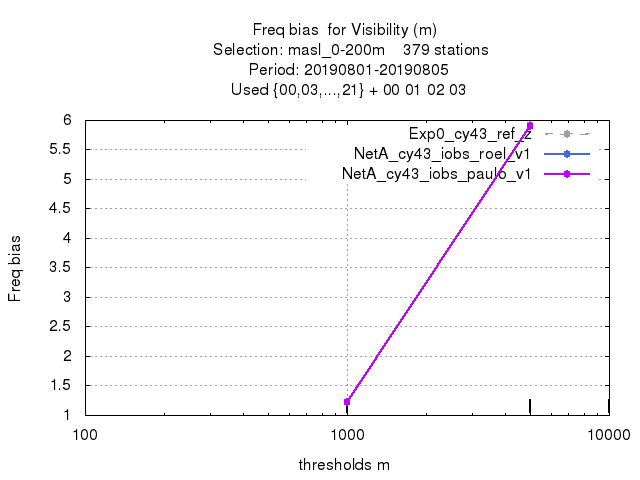 Freq bias  for Visibility (m)
Selection: masl_0-200m    379 stations
Period: 20190801-20190805
Used {00,03,...,21} + 00 01 02 03
Exp0_cy43_ref_z
NetA_cy43_iobs_roel_v1
NetA_cy43_iobs_paulo_v1
6
5.5
5
4.5
4
3.5
3
2.5
2
1.5
1
Freq bias
100 1000 10000
thresholds m